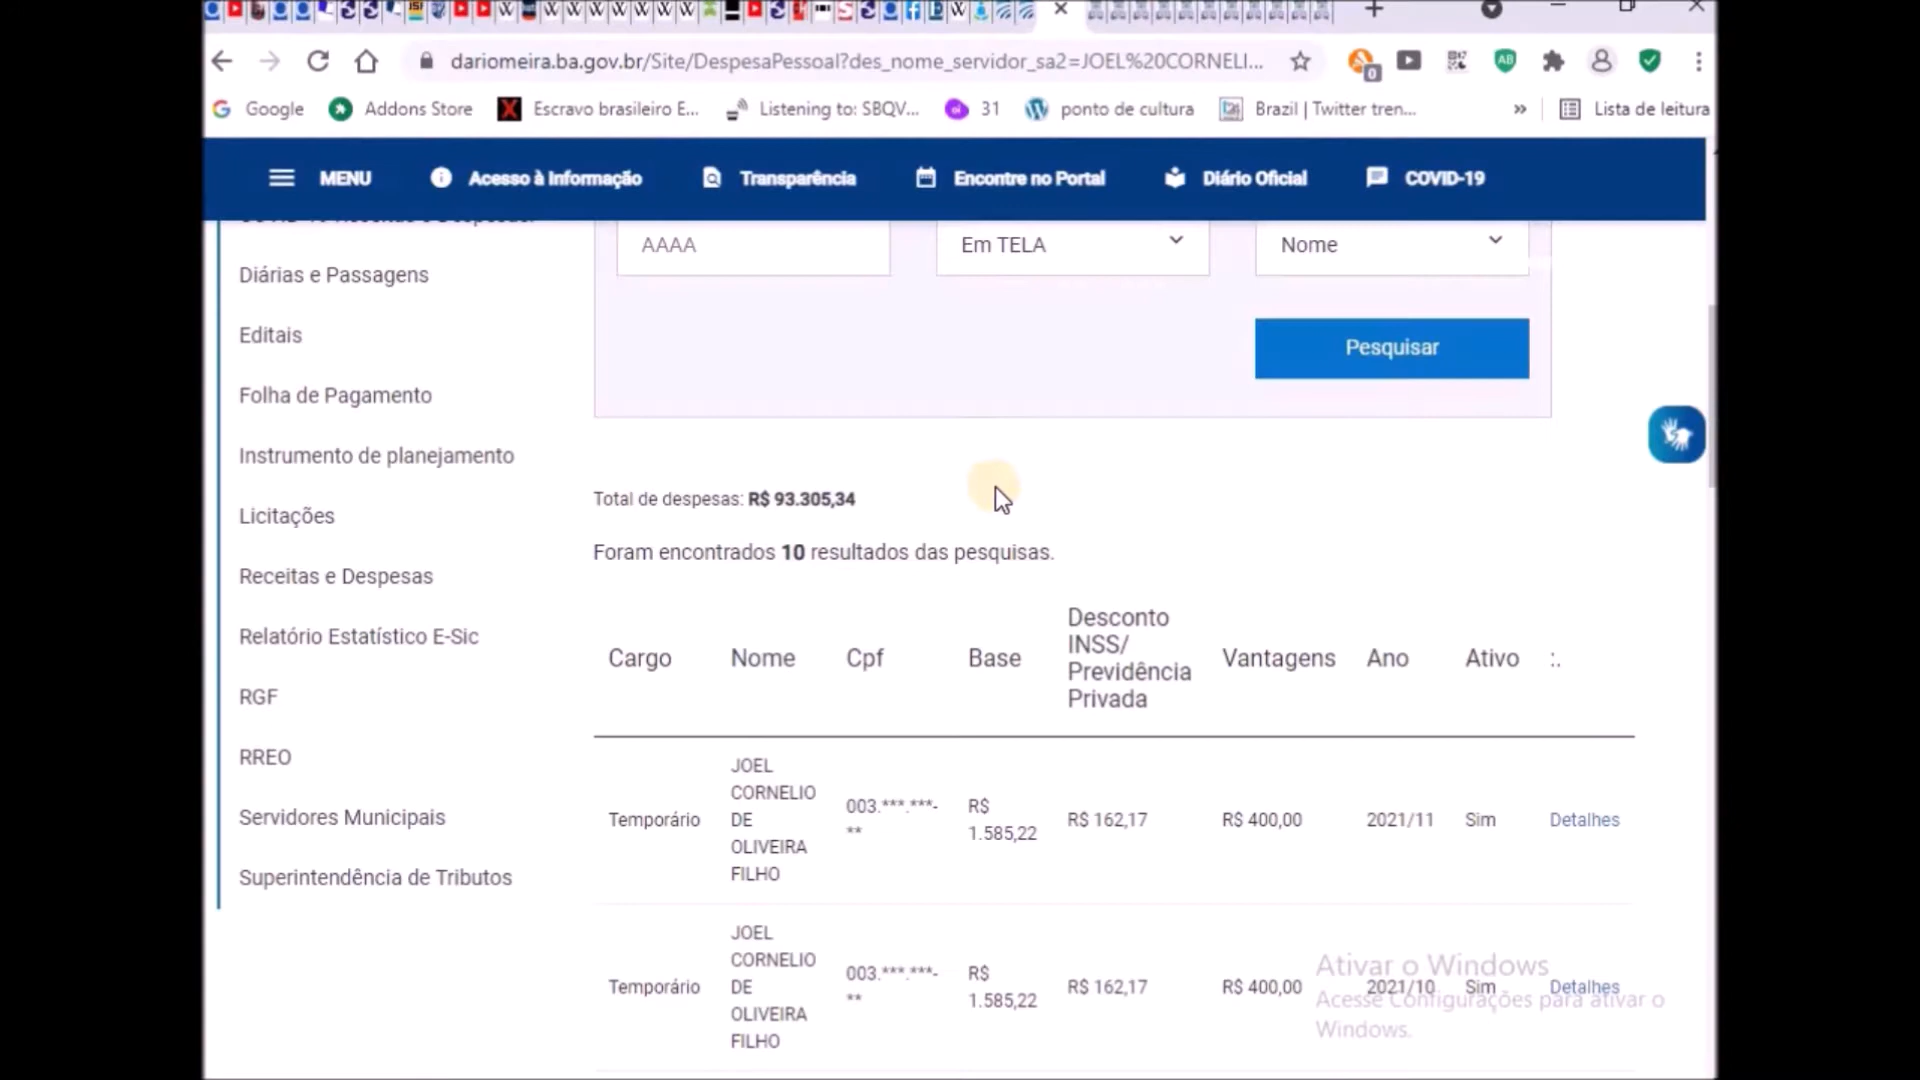 dariomeira.ba.gov.br/Site/DespesaPessoal?des_nome_servidor_sa2=JOEL%20CORNELI...
0
Google
Addons Store
Escravo brasileiro E...
Listening to: SBQV...
31
ponto de cultura
Brazil | Twitter tren...
»
Lista de leitura
MENU
Acesso à Informação
Transparência
Encontre no Portal
Diário Oficial
COVID-19
AAAA
Em TELA
Nome
Diárias e Passagens
Editais
Folha de Pagamento
Instrumento de planejamento
Licitações
Receitas e Despesas
Relatório Estatístico E-Sic
RGF
RREO
Servidores Municipais
Superintendência de Tributos
Pesquisar
Total de despesas: R$ 93.305,34
Foram encontrados 10 resultados das pesquisas.
Cargo
Nome
Cpf
Base
Desconto
INSS/
Previdência
Privada
Vantagens
Ano
Ativo
:.
Temporário
JOEL
CORNELIO
DE
OLIVEIRA
FILHO
003.***.***-
**
R$
1.585,22
R$ 162,17
R$ 400,00
2021/11
Sim
Detalhes
Temporário
JOEL
CORNELIO
DE
OLIVEIRA
FILHO
003.***.***-
**
R$
1.585,22
R$ 162,17
R$ 400,00
2021/10
Sim
Detalhes
Ativar o Windows
Acesse Configurações para ativar o
Windows.